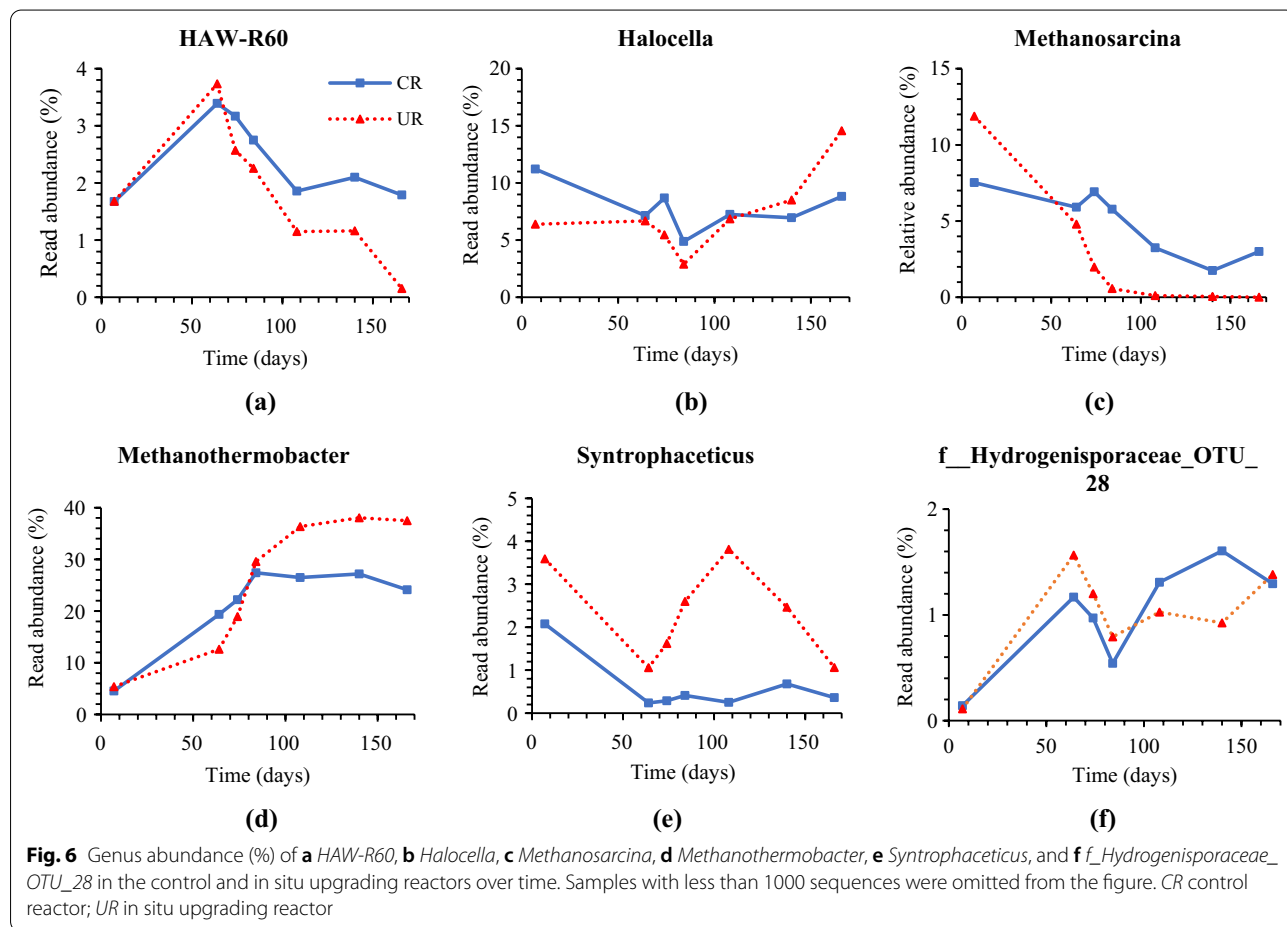 HAW-R60
Read abundance (%)
4
3
2
1
0
0 50 100 150
Time (days)
CR
UR
(a)
Halocella
Read abundance (%)
20
15
10
5
0
0 50 100 150
Time (days)
(b)
Methanosarcina
Relative abundance (%)
15
10
5
0
0 50 100 150
Time (days)
(c)
Methanothermobacter
Read abundance (%)
40
30
20
10
0
0 50 100 150
Time (days)
(d)
Syntrophaceticus
Read abundance (%)
5
4
3
2
1
0
0 50 100 150
Time (days)
(e)
f__Hydrogenisporaceae_OTU_
28
Read abundance (%)
2
1
0
0 50 100 150
Time (days)
(f)
Fig. 6 Genus abundance (%) of a HAW-R60, b Halocella, c Methanosarcina, d Methanothermobacter, e Syntrophaceticus, and f f_Hydrogenisporaceae_
OTU_28 in the control and in situ upgrading reactors over time. Samples with less than 1000 sequences were omitted from the figure. CR control
reactor; UR in situ upgrading reactor